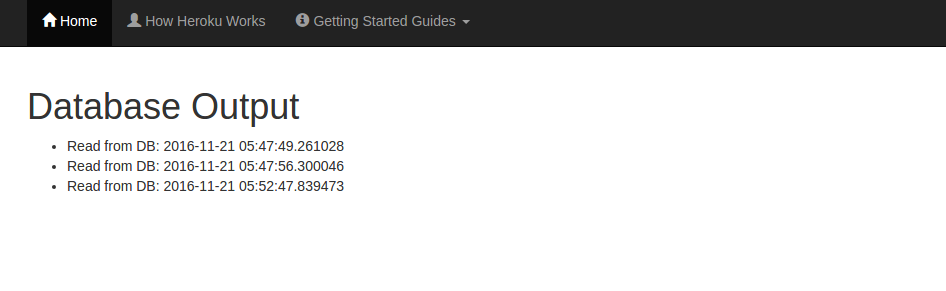 Home How Heroku Works Getting Started Guides
Database Output
Read from DB: 2016-11-21 05:47:49.261028
Read from DB: 2016-11-21 05:47:56.300046
Read from DB: 2016-11-21 05:52:47.839473